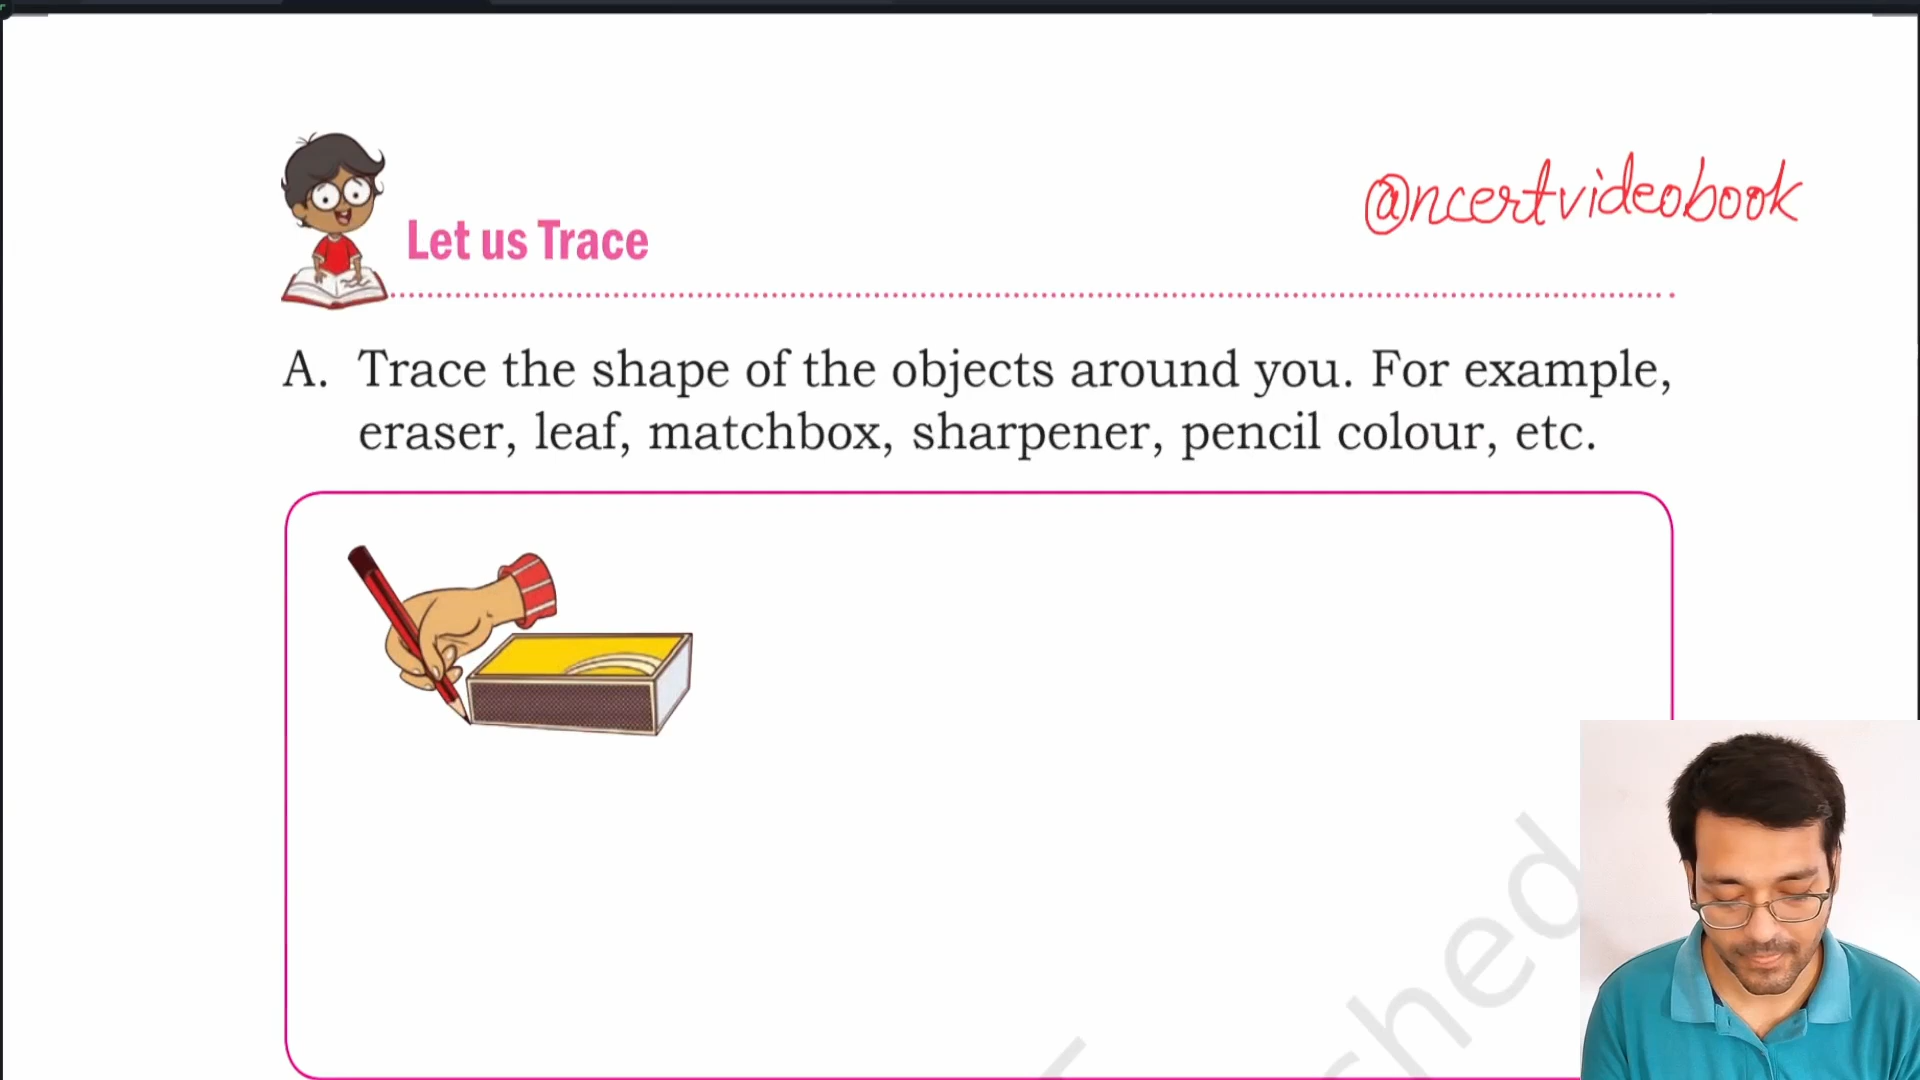 @ncertvideobook
Let us Trace
A. Trace the shape of the objects around you. For example,
eraser, leaf, matchbox, sharpener, pencil colour, etc.
shed